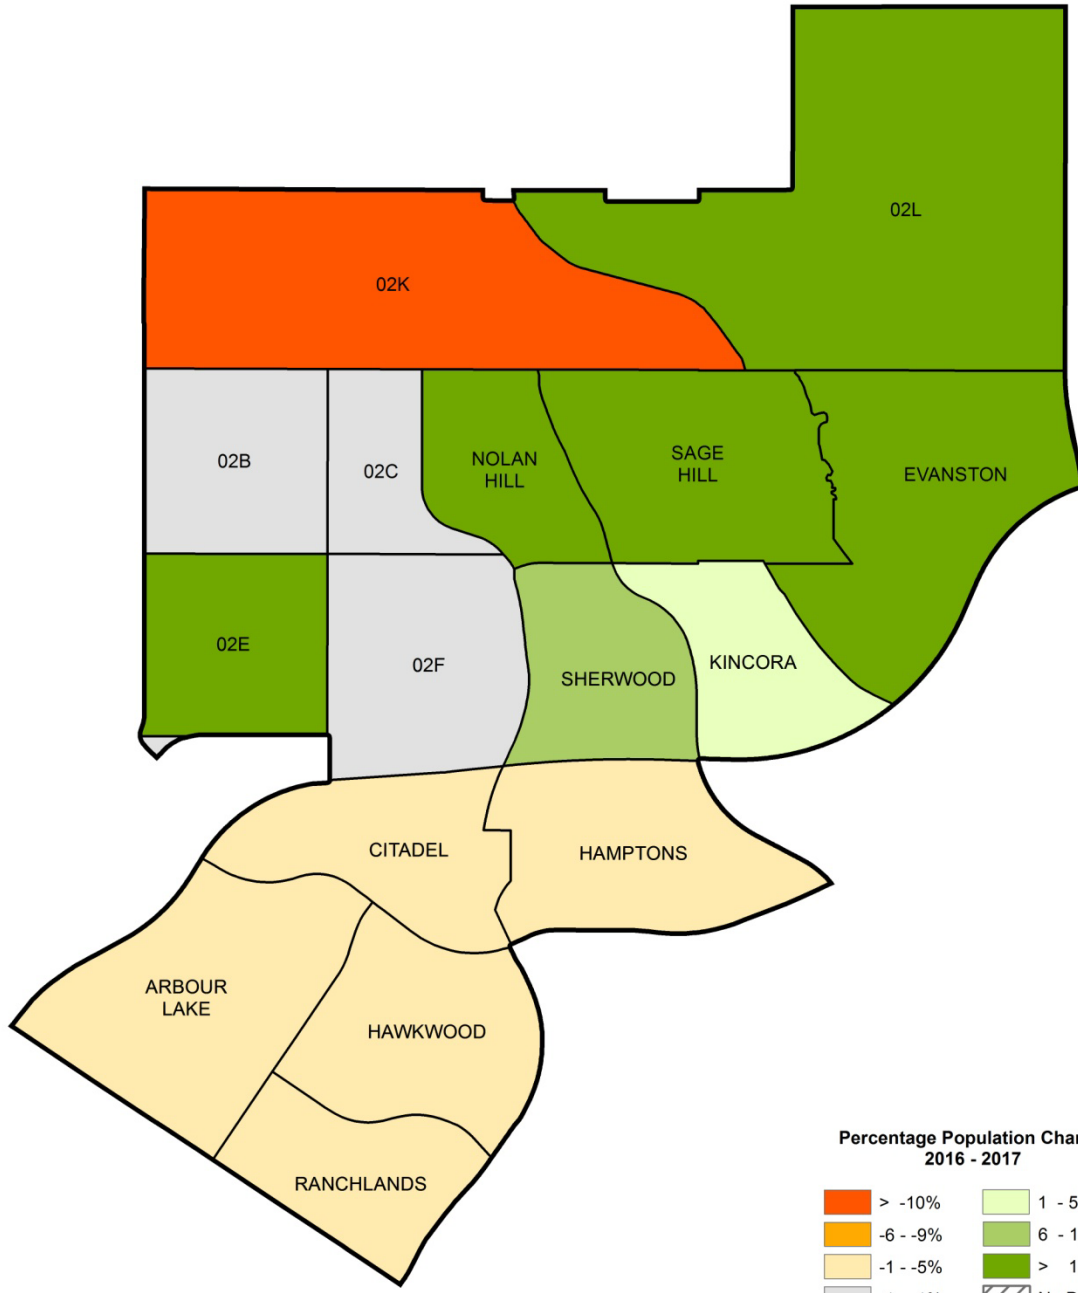 02L
02K
02B
02C
NOLAN
HILL
SAGE
HILL
EVANSTON
02E
02F
SHERWOOD
KINCORA
CITADEL
HAMPTONS
ARBOUR
LAKE
HAWKWOOD
RANCHLANDS
Percentage Population
2016 - 2017
> -10%
1 - 5
-6 - -9%
6 - 1
-1 - -5%
> 1